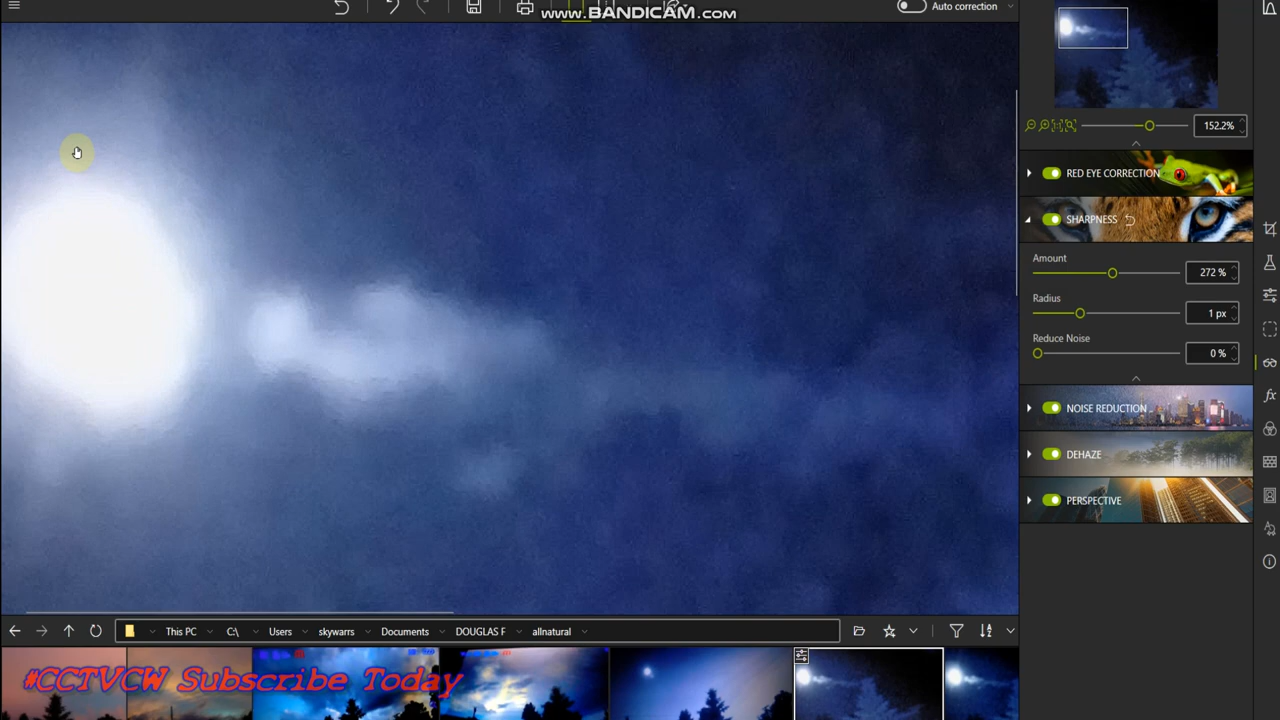 www.BANDICAM.com
Auto correction
152.2%
RED EYE CORRECTION
SHARPNESS
Amount
272 %
Radius
1 px
Reduce Noise
0 %
NOISE REDUCTION
DEHAZE
PERSPECTIVE
This PC C:\ Users skywarrs Documents DOUGLAS F allnatural
#CCTVCW Subscribe Today